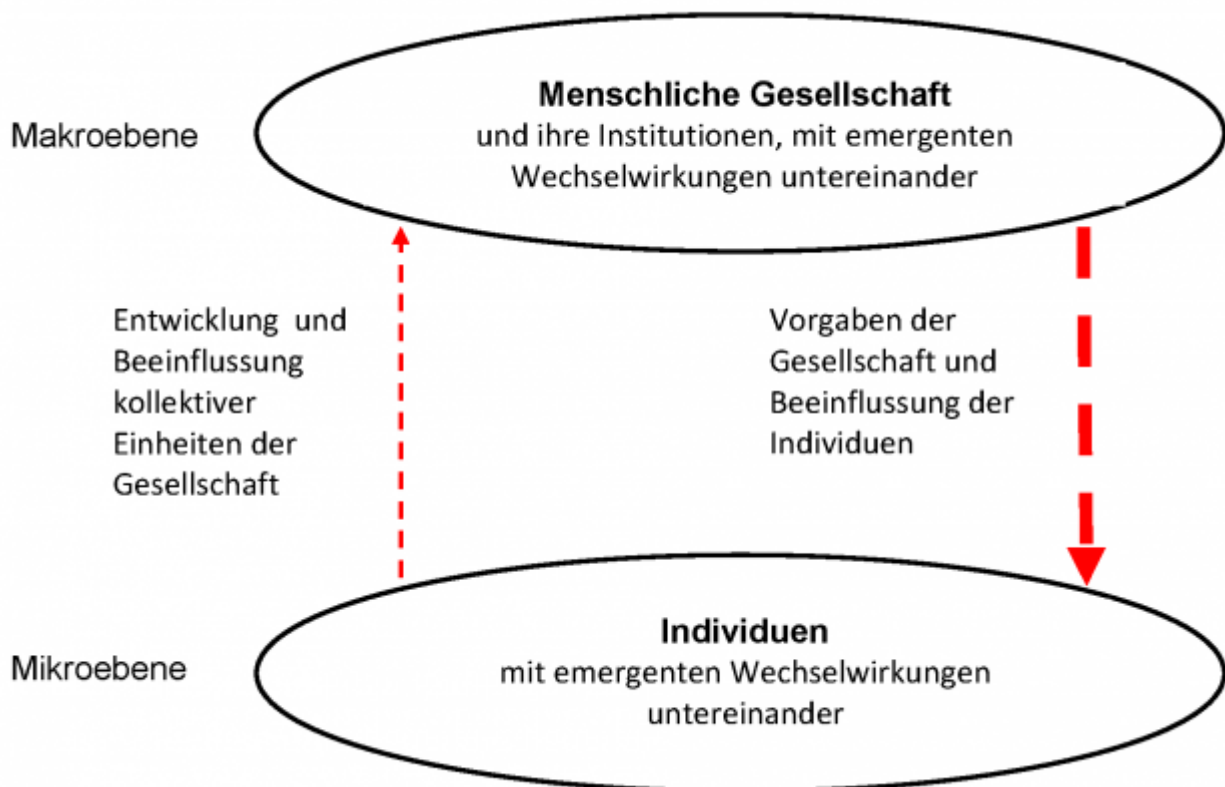 Menschliche Gesellschaft
Makroebene
und ihre Institutionen, mit emergenten
Wechselwirkungen untereinander
Entwicklung und
Beeinflussung
kollektiver
Einheiten der
Gesellschaft
Vorgaben der
Gesellschaft und
Beeinflussung der
Individuen
Individuen
Mikroebene
mit emergenten Wechselwirkungen
untereinander